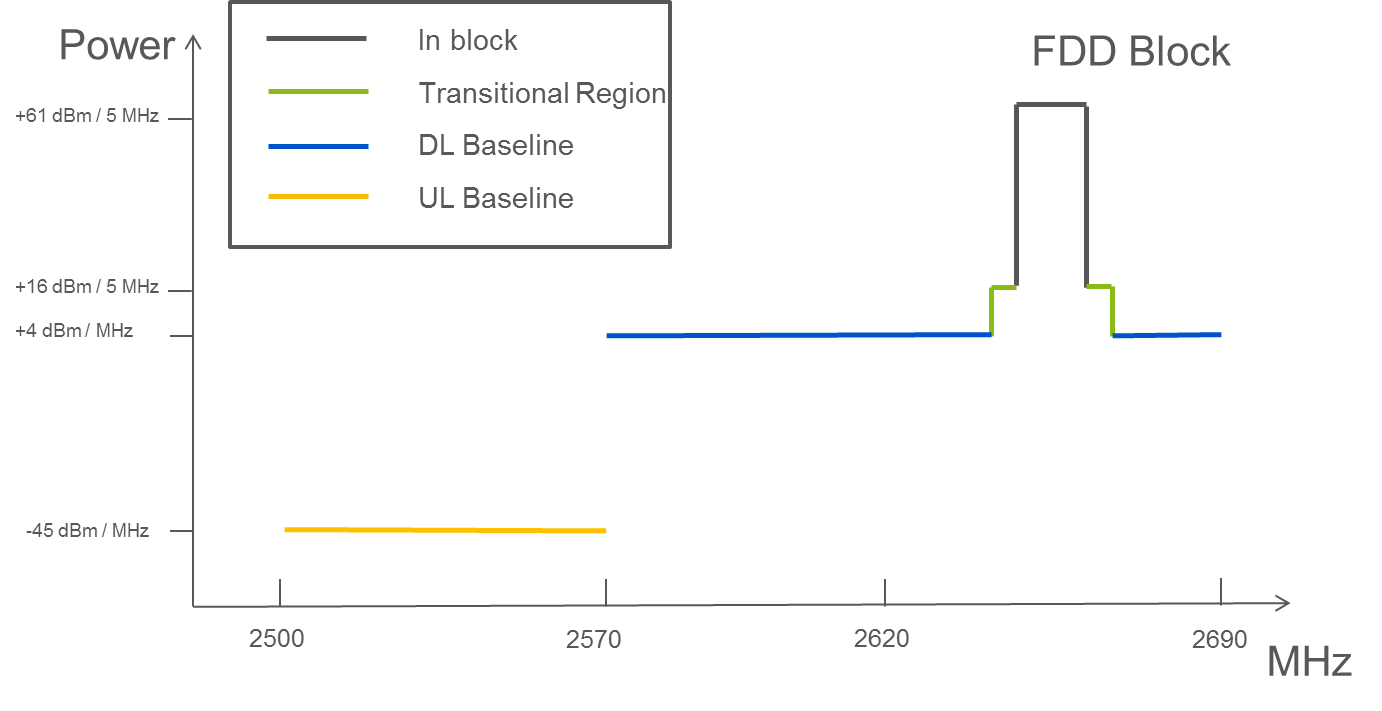 Power
In block
Transitional Region
DL Baseline
UL Baseline
FDD Block
+61 dBm / 5 MHz
+16 dBm / 5 MHz
+4 dBm / MHz
-45 dBm / MHz
2500
2570
2620
2690
MHz